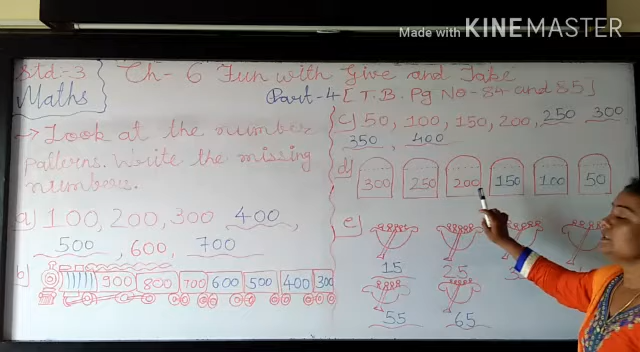 Made with KINEMASTER
Std-3
Maths
Ch-6 Fun with Give and Take
Part-4 [T.B. Pg No-84 and 85]
→ Look at the number
patterns. Write the missing
numbers.
a) 100, 200, 300 400,
500, 600, 700
b) 900 800 700 600 500 400 300
c) 50, 100, 150, 200, 250 300
350, 400
d) 300 250 200 150 100 50
e) 15 25
55 65